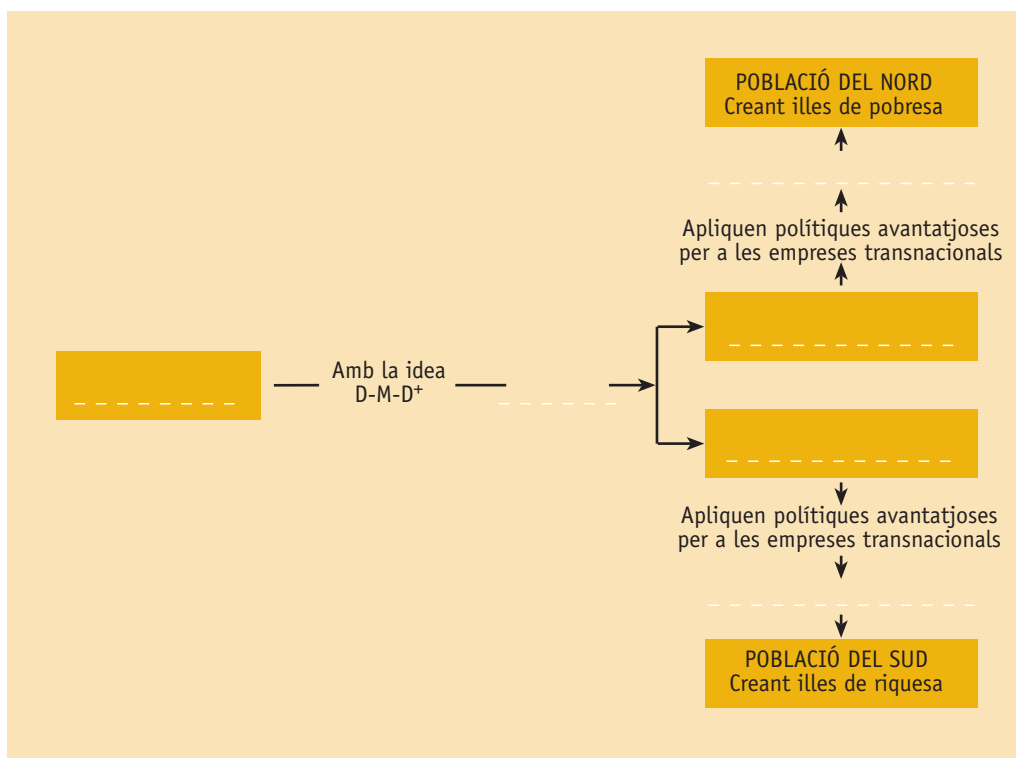 POBLACIÓ DEL NORD
Creant illes de pobresa
Apliquen polítiques avantatjoses
per a les empreses transnacionals
Amb la idea
D-M-D+
Apliquen polítiques avantatjoses
per a les empreses transnacionals
POBLACIÓ DEL SUD
Creant illes de riquesa